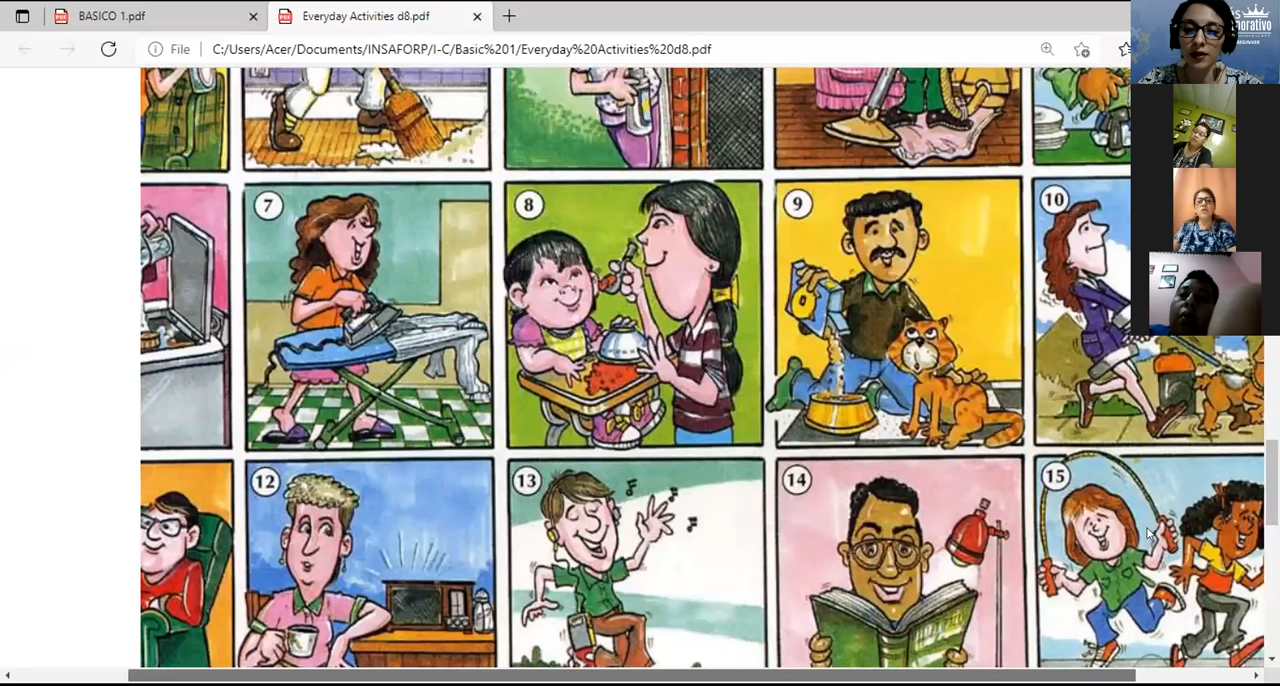 BASICO 1.pdf
Everyday Activities d8.pdf
File C:/Users/Acer/Documents/INSAFORP/I-C/Basic%201/Everyday%20Activities%20d8.pdf
7
8
9
10
12
13
14
15